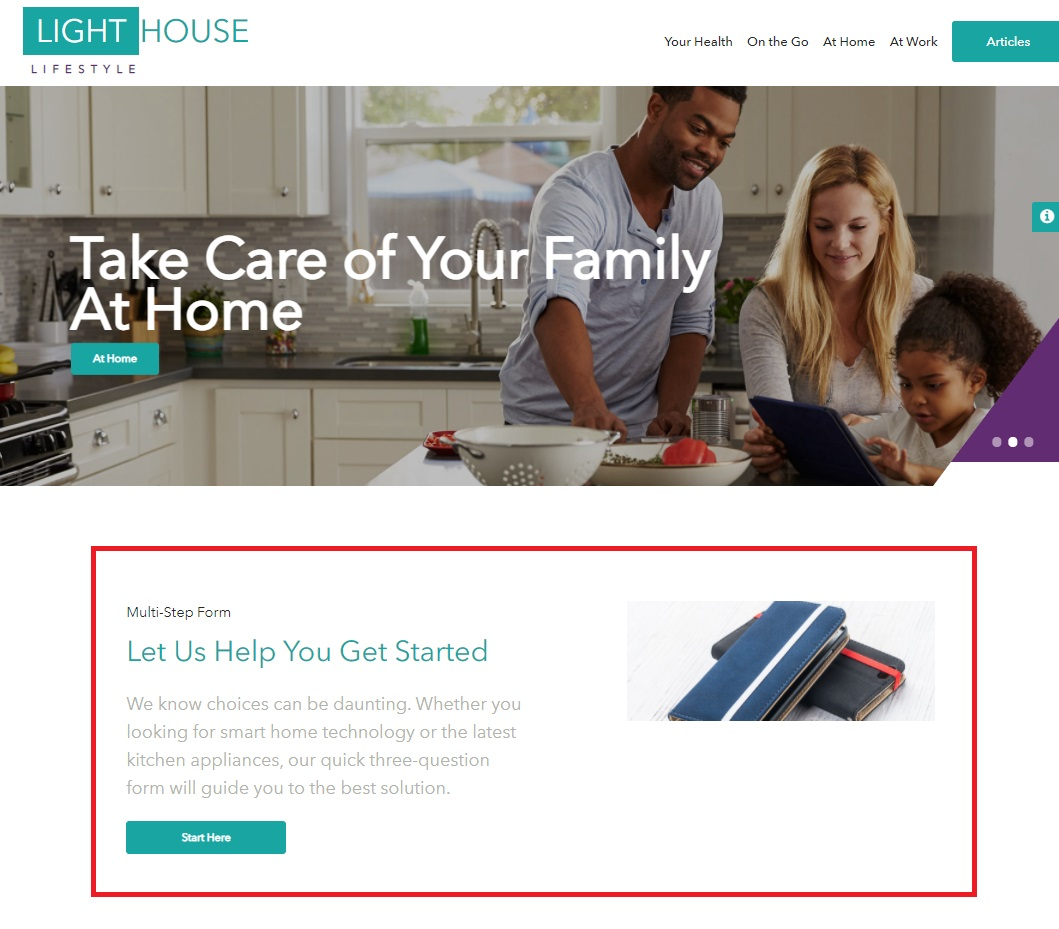 LIGHT HOUSE
LIFESTYLE
Your Health On the Go At Home At Work Articles
Take Care of Your Family
At Home
At Home
Multi-Step Form
Let Us Help You Get Started
We know choices can be daunting. Whether you
looking for smart home technology or the latest
kitchen appliances, our quick three-question
form will guide you to the best solution.
Start Here